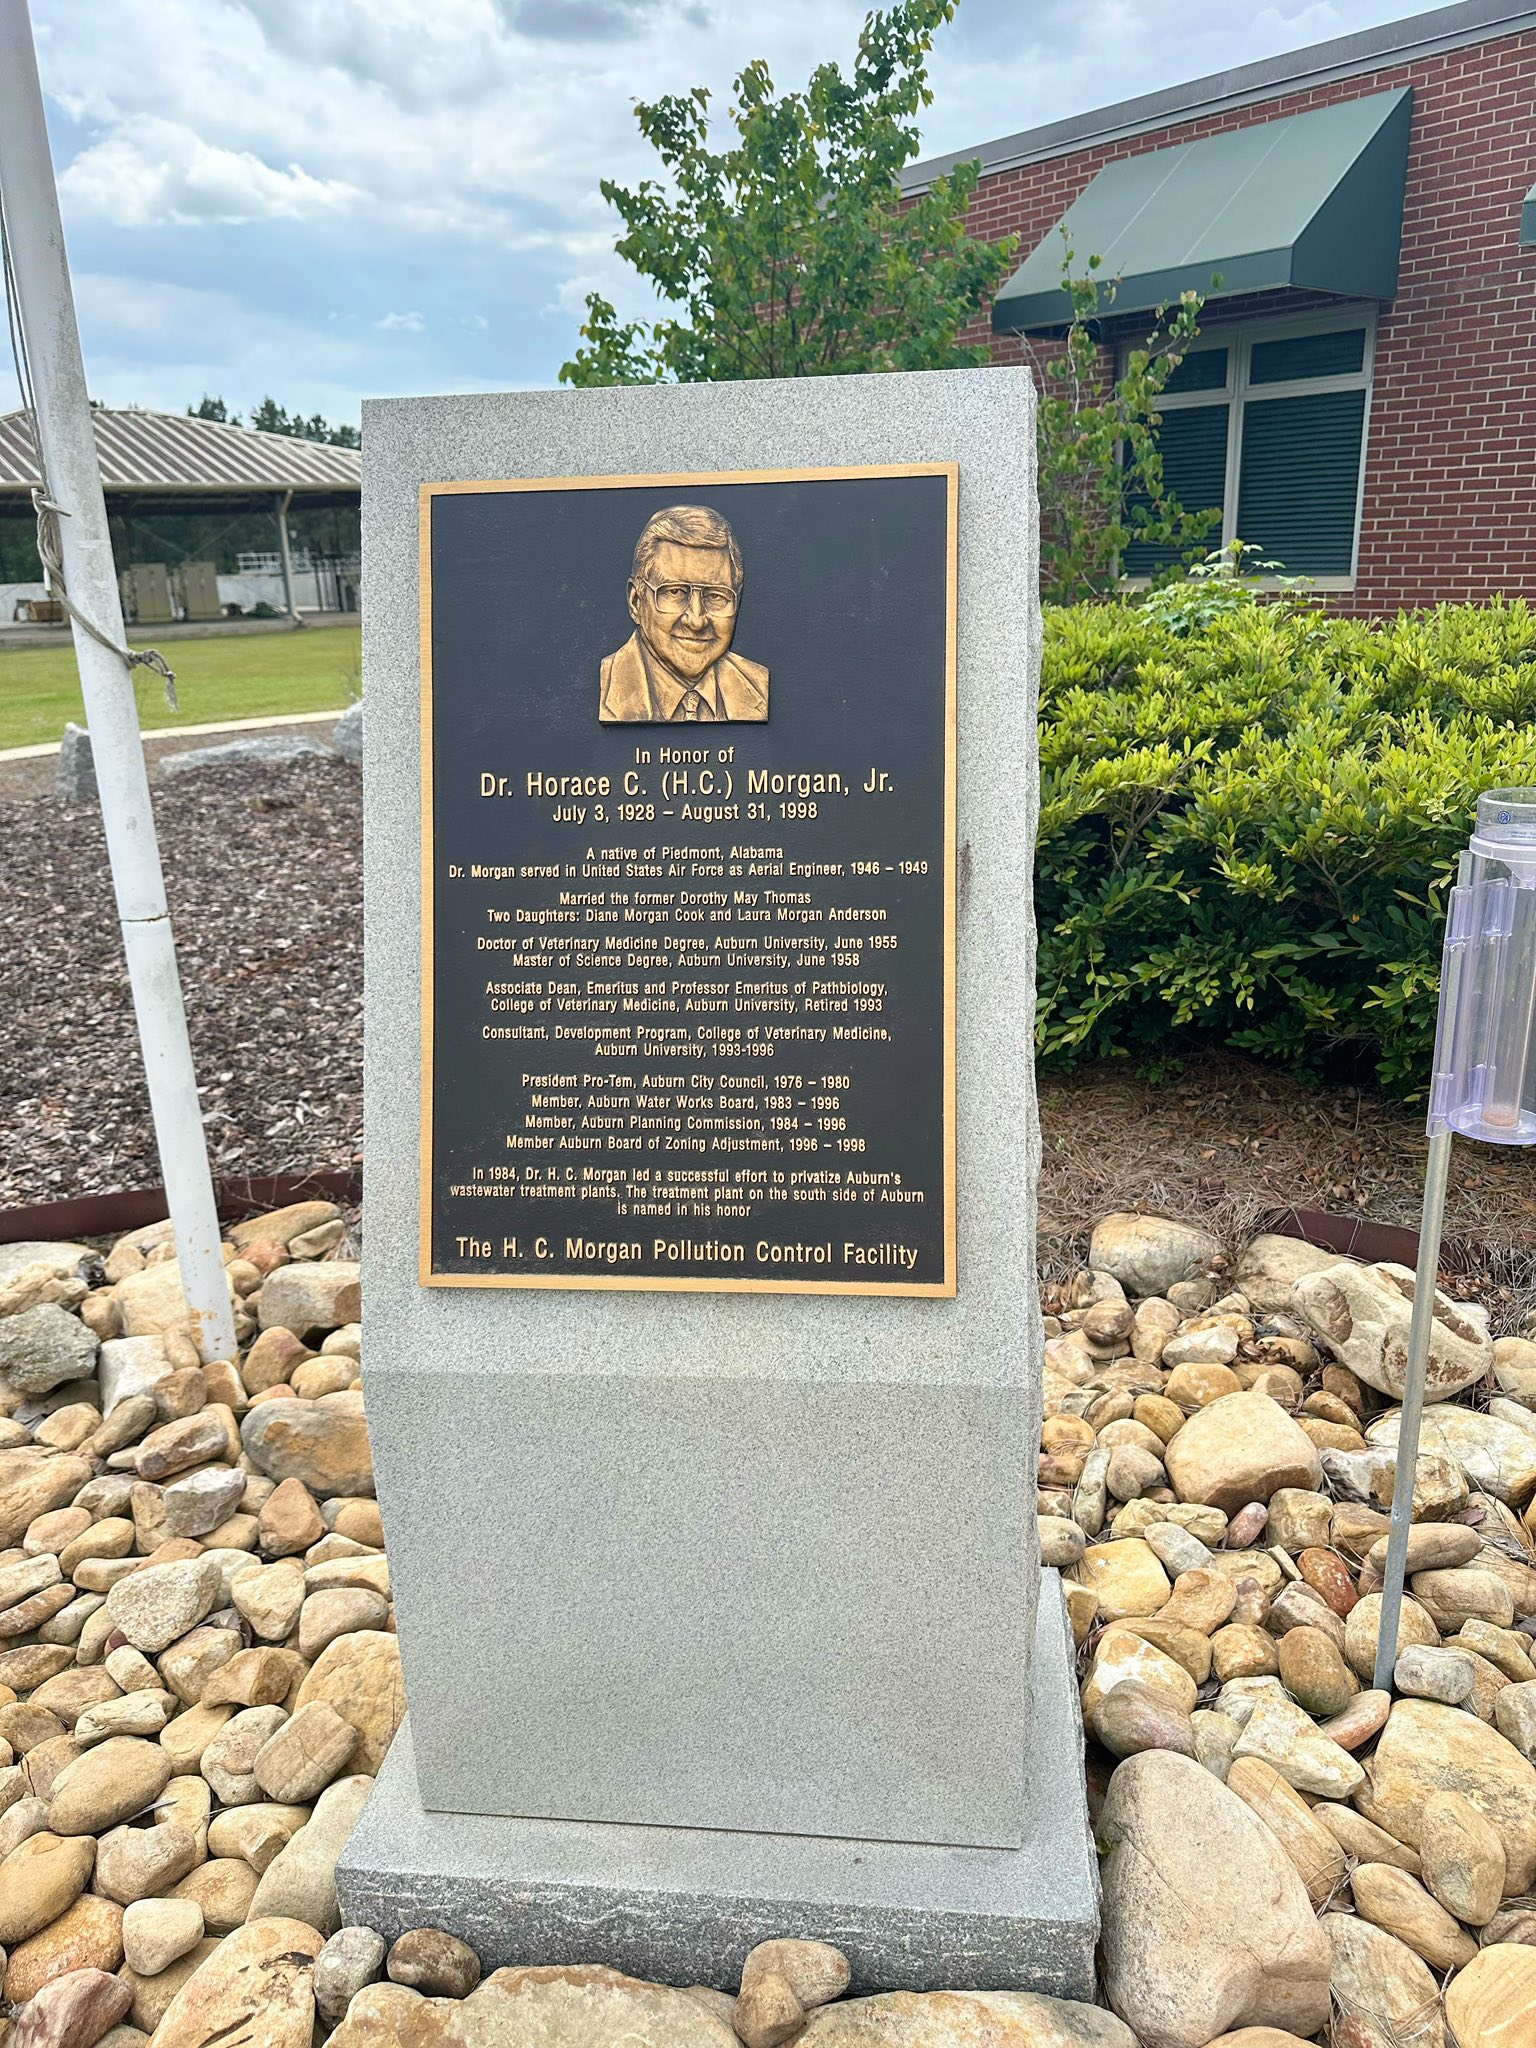 In Honor of
Dr. Horace C. (H.C.) Morgan, Jr.
July 3, 1928 – August 31, 1998
A native of Piedmont, Alabama
Dr. Morgan served in United States Air Force as Aerial Engineer, 1946 – 1949
Married the former Dorothy May Thomas
Two Daughters: Diane Morgan Cook and Laura Morgan Anderson
Doctor of Veterinary Medicine Degree, Auburn University, June 1955
Master of Science Degree, Auburn University, June 1958
Associate Dean, Emeritus and Professor Emeritus of Pathbiology,
College of Veterinary Medicine, Auburn University, Retired 1993
Consultant, Development Program, College of Veterinary Medicine,
Auburn University, 1993-1996
President Pro-Tem, Auburn City Council, 1976 – 1980
Member, Auburn Water Works Board, 1983 – 1996
Member, Auburn Planning Commission, 1984 – 1996
Member Auburn Board of Zoning Adjustment, 1996 – 1998
In 1984, Dr. H. C. Morgan led a successful effort to privatize Auburn's
wastewater treatment plants. The treatment plant on the south side of Auburn
is named in his honor
The H. C. Morgan Pollution Control Facility